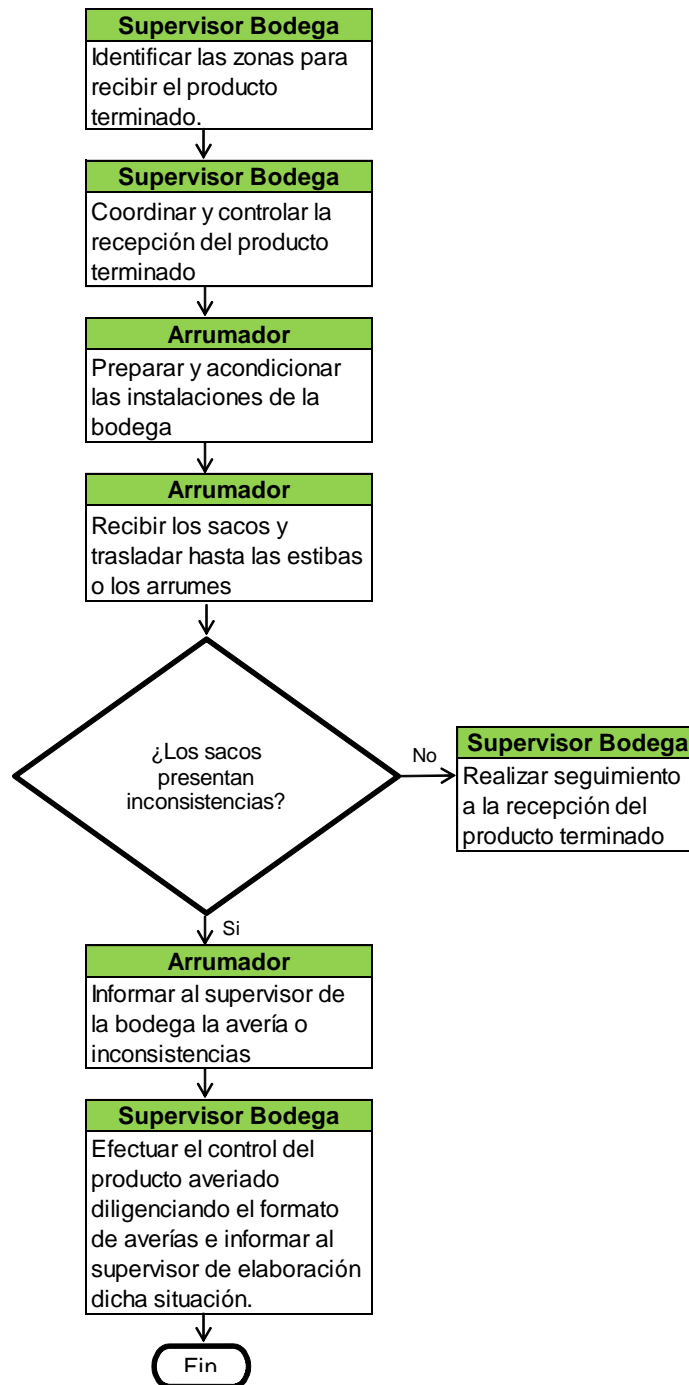 Supervisor Bodega
Identificar las zonas para
recibir el producto
terminado.
Supervisor Bodega
Coordinar y controlar la
recepción del producto
terminado
Arrumador
Preparar y acondicionar
las instalaciones de la
bodega
Arrumador
Recibir los sacos y
trasladar hasta las estibas
o los arrumes
¿Los sacos
presentan
inconsistencias?
No
Supervisor Bodega
Realizar seguimiento
a la recepción del
producto terminado
Si
Arrumador
Informar al supervisor de
la bodega la avería o
inconsistencias
Supervisor Bodega
Efectuar el control del
producto averiado
diligenciando el formato
de averías e informar al
supervisor de elaboración
dicha situación.
Fin